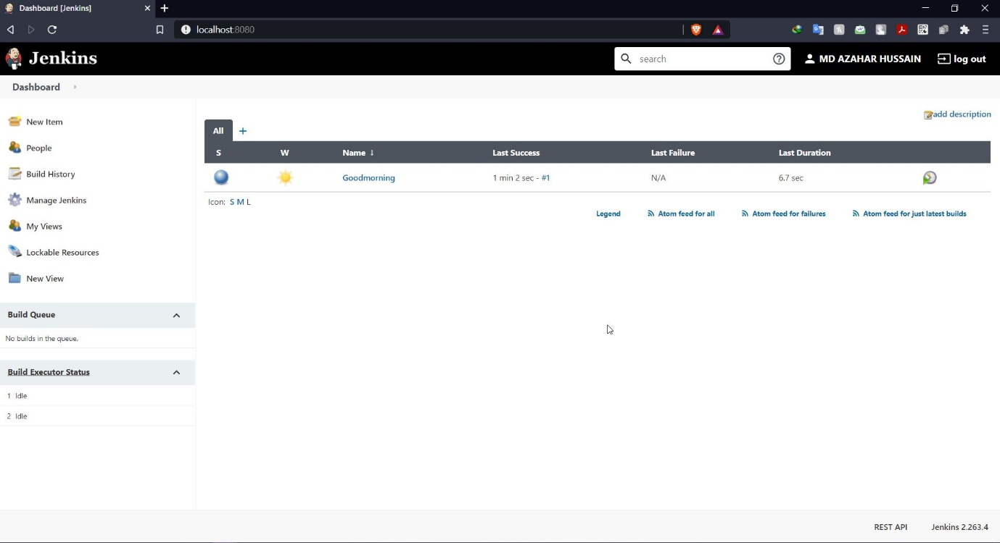 Dashboard [Jenkins]
localhost:8080
Jenkins
search
MD AZAHAR HUSSAIN
log out
Dashboard
New Item
People
Build History
Manage Jenkins
My Views
Lockable Resources
New View
Build Queue
No builds in the queue.
Build Executor Status
1 Idle
2 Idle
add description
All +
S W Name ↓ Last Success Last Failure Last Duration
Goodmorning 1 min 2 sec - #1 N/A 6.7 sec
Icon: S M L
Legend Atom feed for all Atom feed for failures Atom feed for just latest builds
REST API Jenkins 2.263.4